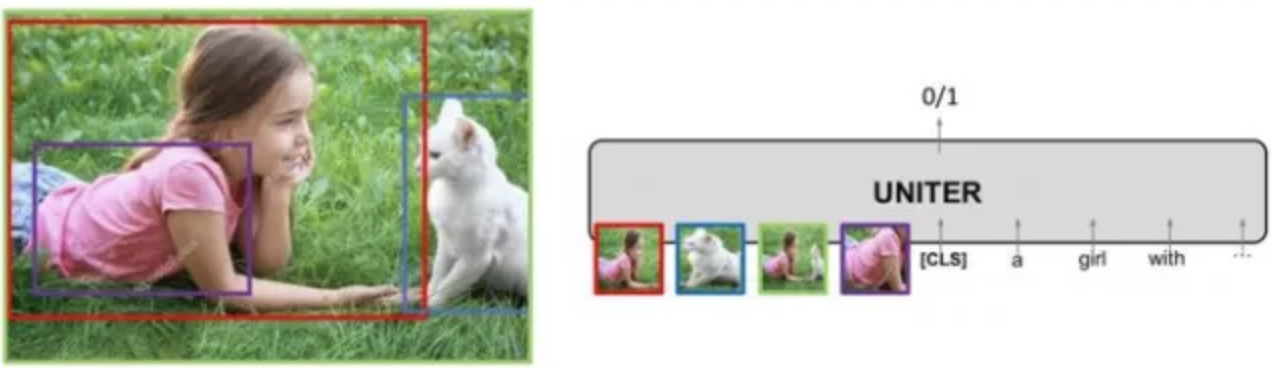 0/1
UNITER
[CLS] a girl with ...